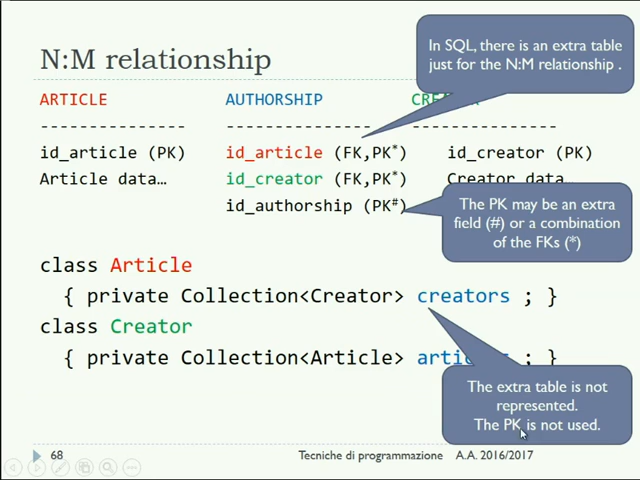 N:M relationship
In SQL, there is an extra table
just for the N:M relationship .
ARTICLE AUTHORSHIP
--------------- --------------- ---------------
id_article (PK) id_article (FK,PK*) id_creator (PK)
Article data… id_creator (FK,PK*) Creator data
id_authorship (PK#)
The PK may be an extra
field (#) or a combination
of the FKs (*)
class Article
{ private Collection<Creator> creators ; }
class Creator
{ private Collection<Article> ; }
The extra table is not
represented.
The PK is not used.
68 Tecniche di programmazione A.A. 2016/2017